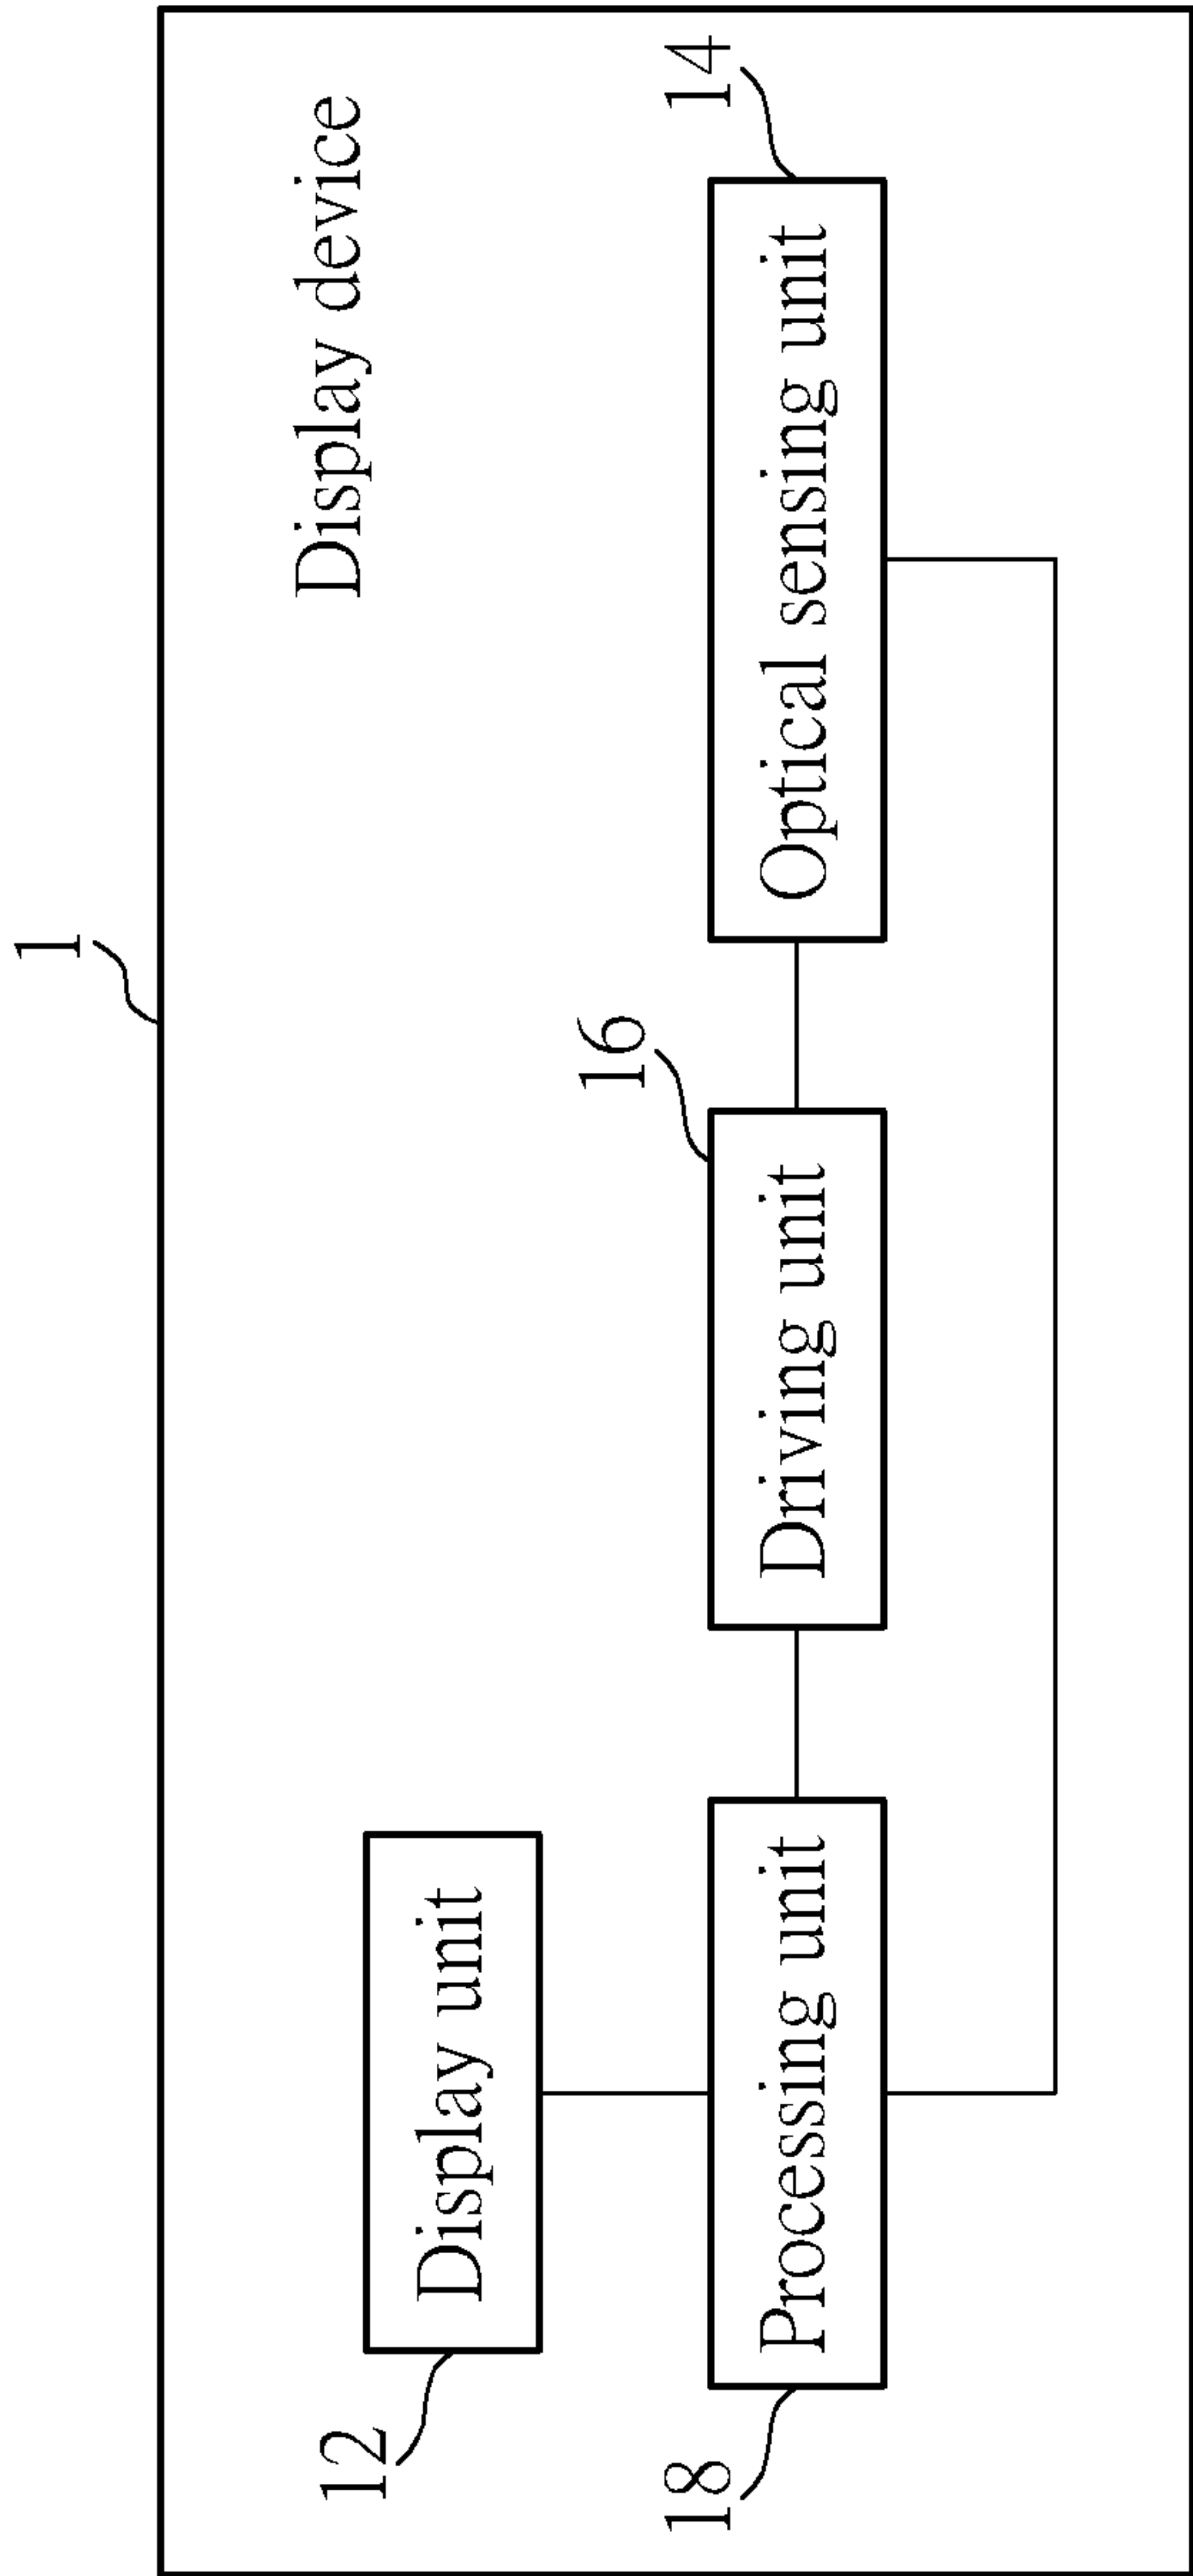 1
Display device
12
Display unit
16
14
18
Processing unit
Driving unit
Optical sensing unit